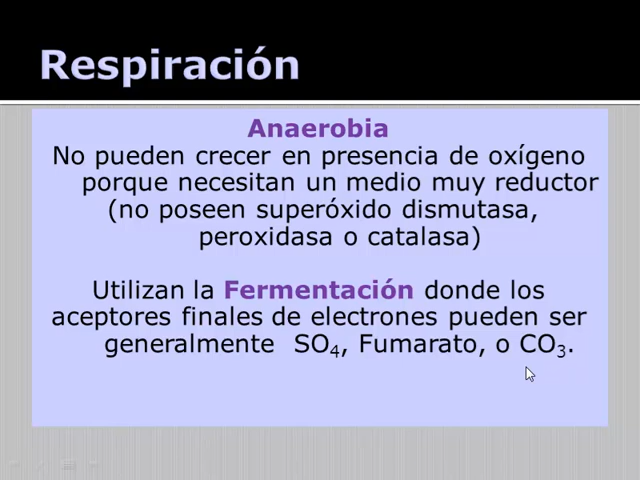 Respiración
Anaerobia
No pueden crecer en presencia de oxígeno
porque necesitan un medio muy reductor
(no poseen superóxido dismutasa,
peroxidasa o catalasa)
Utilizan la Fermentación donde los
aceptores finales de electrones pueden ser
generalmente SO₄, Fumarato, o CO₃.